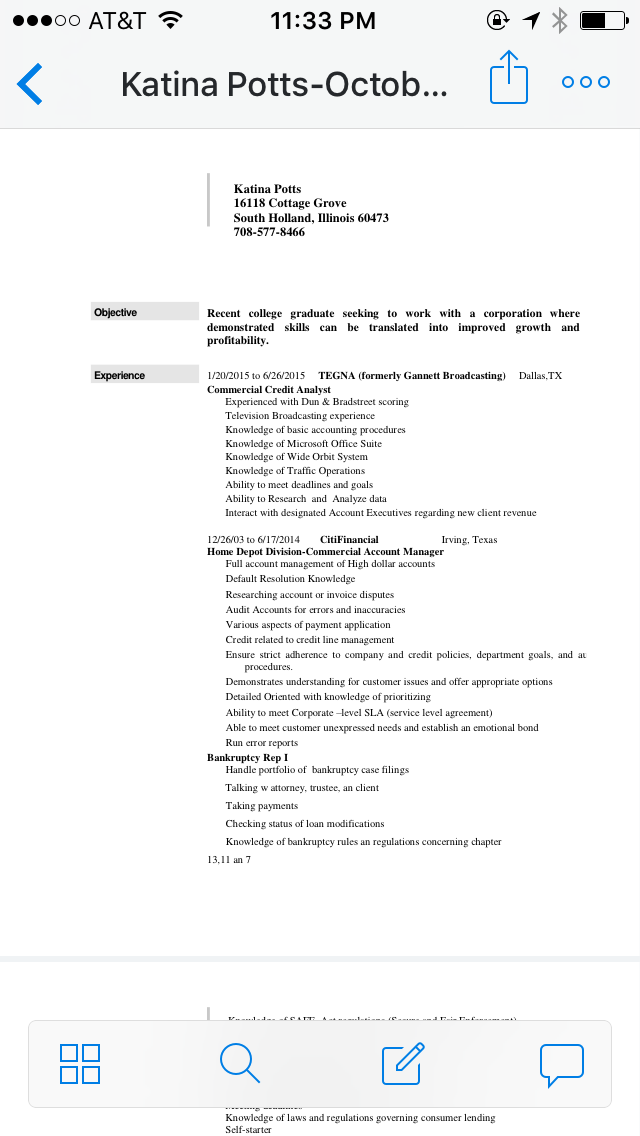 AT&T 11:33 PM
Katina Potts-Octob...
Katina Potts
16118 Cottage Grove
South Holland, Illinois 60473
708-577-8466
Objective
Recent college graduate seeking to work with a corporation where
demonstrated skills can be translated into improved growth and
profitability.
Experience
1/20/2015 to 6/26/2015 TEGNA (formerly Gannett Broadcasting) Dallas,TX
Commercial Credit Analyst
Experienced with Dun & Bradstreet scoring
Television Broadcasting experience
Knowledge of basic accounting procedures
Knowledge of Microsoft Office Suite
Knowledge of Wide Orbit System
Knowledge of Traffic Operations
Ability to meet deadlines and goals
Ability to Research and Analyze data
Interact with designated Account Executives regarding new client revenue
12/26/03 to 6/17/2014 CitiFinancial Irving, Texas
Home Depot Division-Commercial Account Manager
Full account management of High dollar accounts
Default Resolution Knowledge
Researching account or invoice disputes
Audit Accounts for errors and inaccuracies
Various aspects of payment application
Credit related to credit line management
Ensure strict adherence to company and credit policies, department goals, and
procedures.
Demonstrates understanding for customer issues and offer appropriate options
Detailed Oriented with knowledge of prioritizing
Ability to meet Corporate –level SLA (service level agreement)
Able to meet customer unexpressed needs and establish an emotional bond
Run error reports
Bankruptcy Rep I
Handle portfolio of bankruptcy case filings
Talking w attorney, trustee, an client
Taking payments
Checking status of loan modifications
Knowledge of bankruptcy rules an regulations concerning chapter
13,11 an 7
Knowledge of SAFE Act regulations (Secure and Fair Enforcement)
Meeting deadlines
Knowledge of laws and regulations governing consumer lending
Self-starter